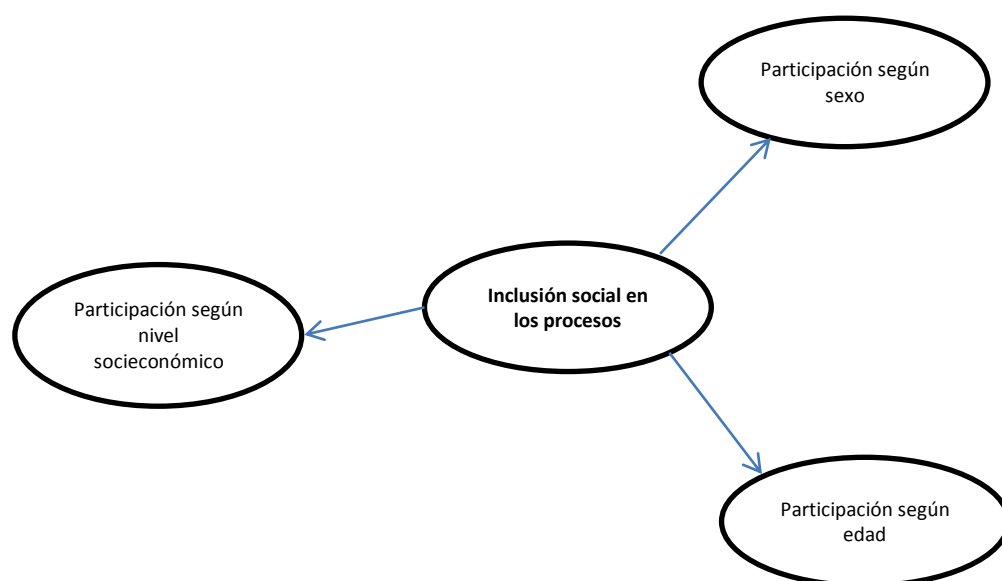 Participación según
sexo
Inclusión social en
los procesos
Participación según
nivel
socieconómico
Participación según
edad